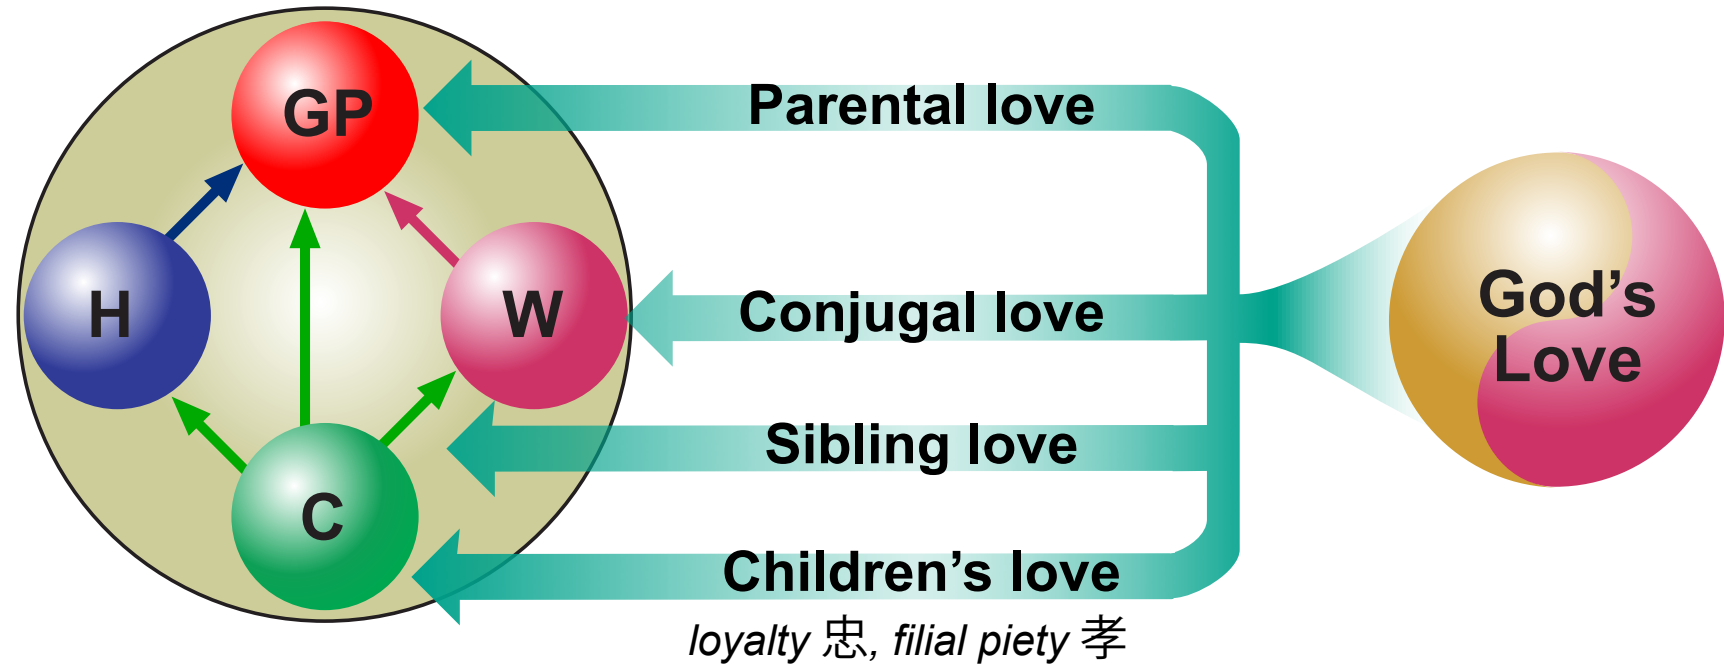 GP
Parental love
H
W
Conjugal love
God’s
Love
Sibling love
C
Children’s love
loyalty 忠, filial piety 孝